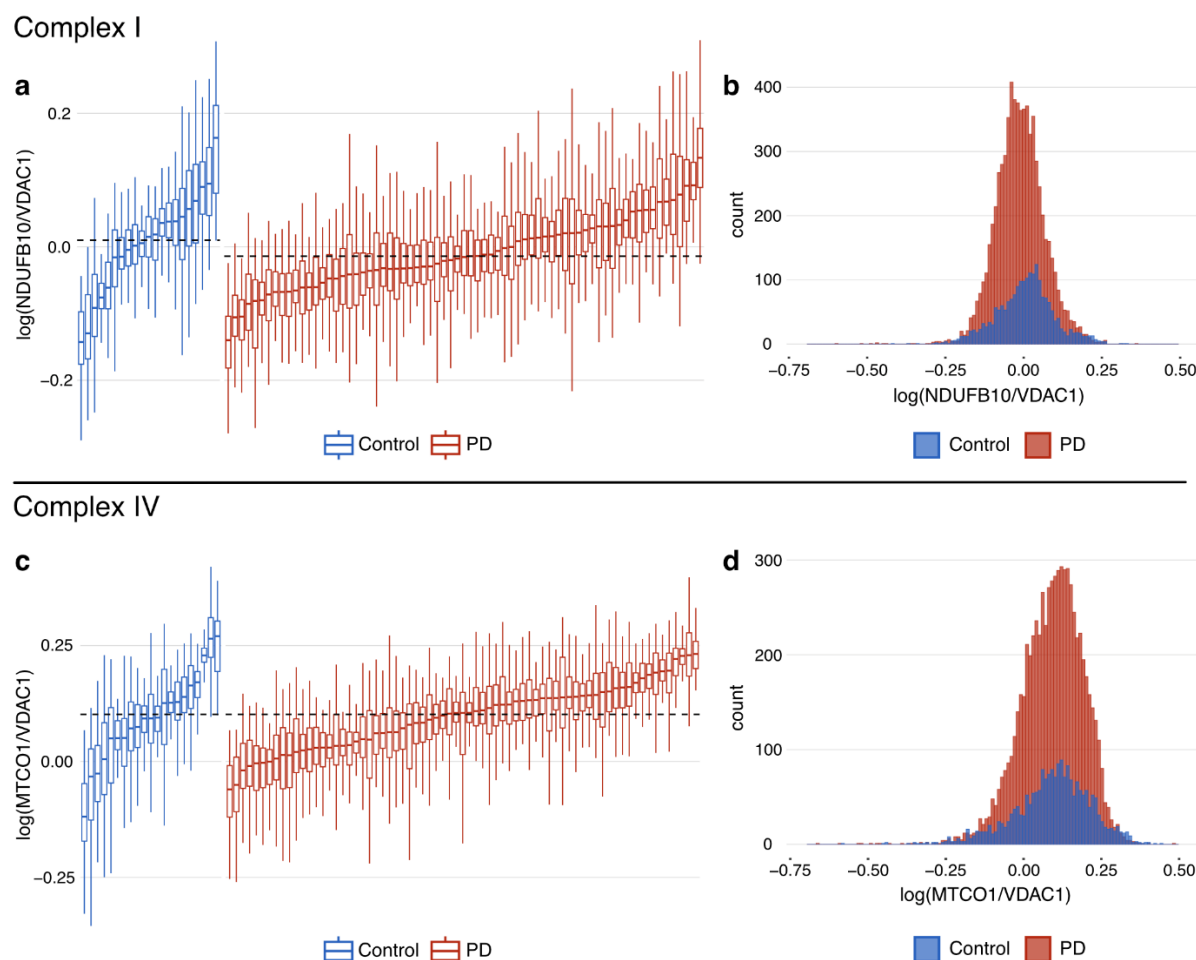 Complex I
a
log(NDUFB10/VDAC1)
0.2
0.0
−0.2
Control PD
b
count
400
300
200
100
0
−0.75 −0.50 −0.25 0.00 0.25 0.50
log(NDUFB10/VDAC1)
Control PD
Complex IV
c
log(MTCO1/VDAC1)
0.25
0.00
−0.25
Control PD
d
count
300
200
100
0
−0.75 −0.50 −0.25 0.00 0.25 0.50
log(MTCO1/VDAC1)
Control PD